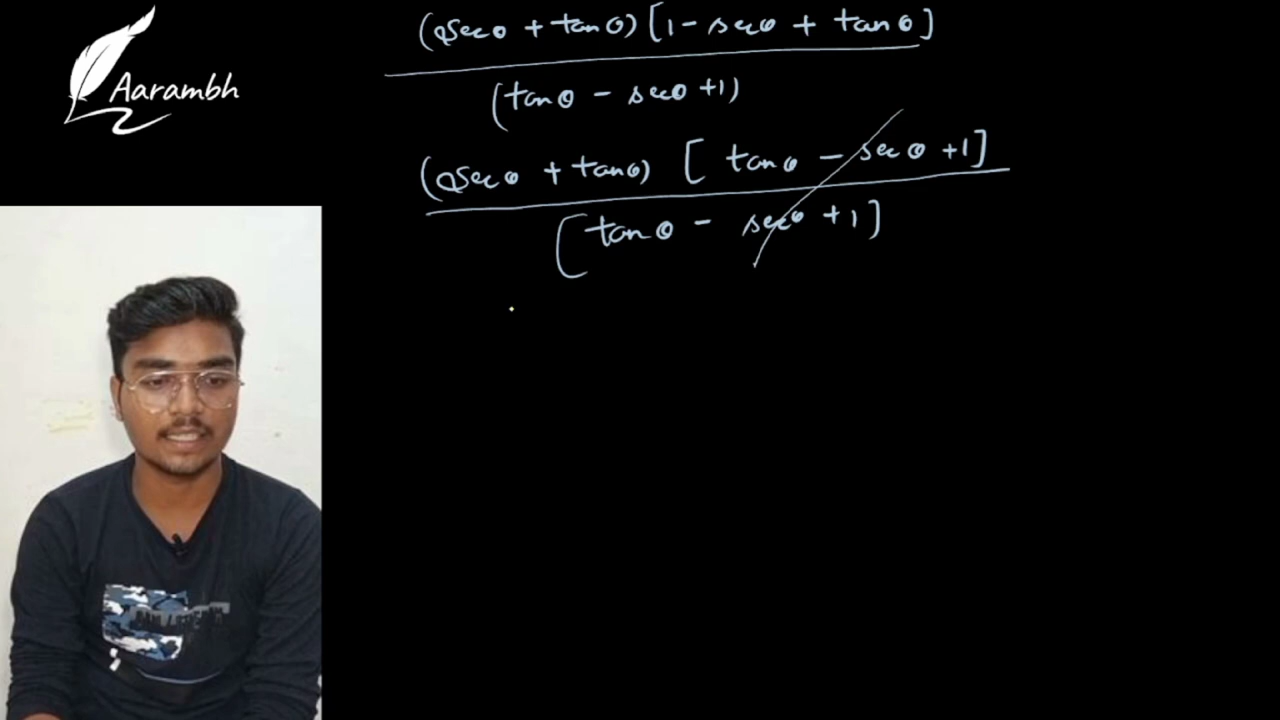 Aarambh
(secθ + tanθ) [1 - secθ + tanθ]
(tanθ - secθ +1)
(secθ + tanθ) [tanθ - secθ +1]
[tanθ - secθ +1]